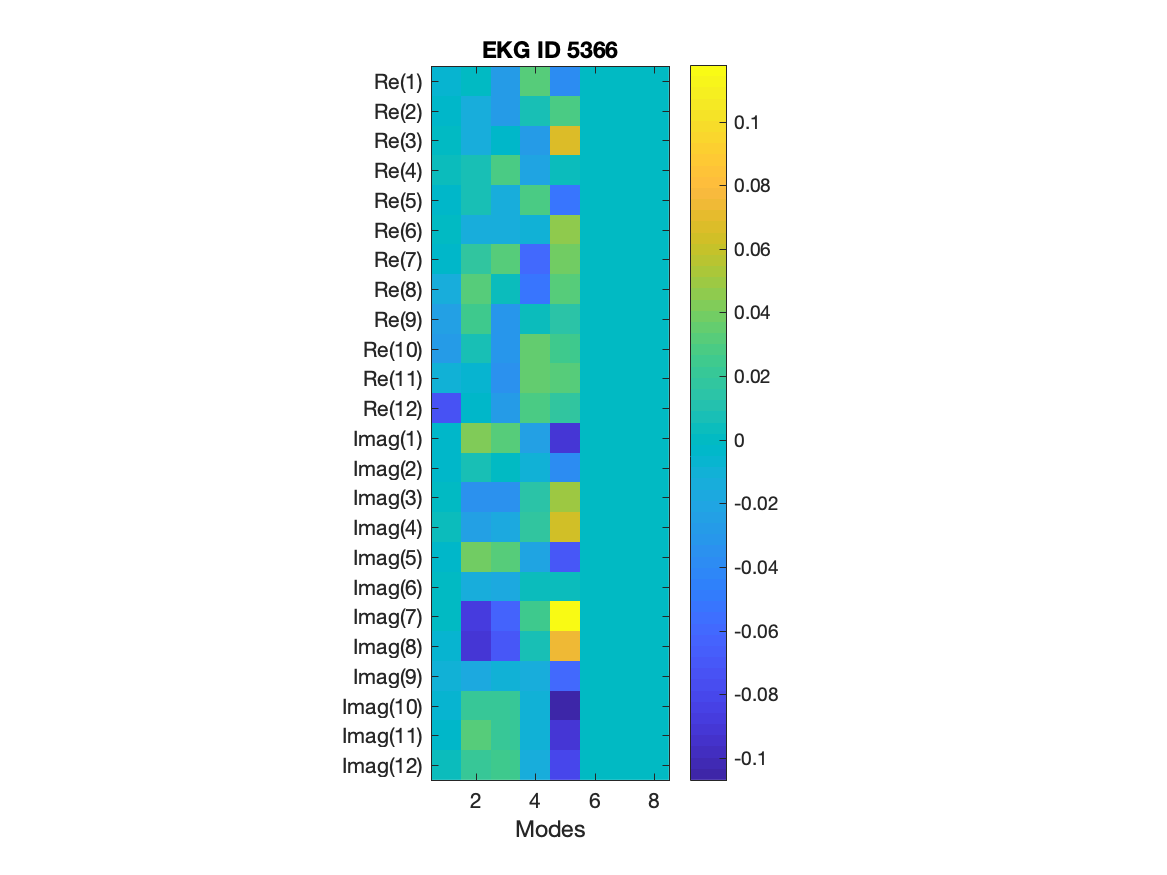 EKG ID 5366
Re(1)
Re(2)
Re(3)
Re(4)
Re(5)
Re(6)
Re(7)
Re(8)
Re(9)
Re(10)
Re(11)
Re(12)
Imag(1)
Imag(2)
Imag(3)
Imag(4)
Imag(5)
Imag(6)
Imag(7)
Imag(8)
Imag(9)
Imag(10)
Imag(11)
Imag(12)
2 4 6 8
Modes
0.1
0.08
0.06
0.04
0.02
0
-0.02
-0.04
-0.06
-0.08
-0.1